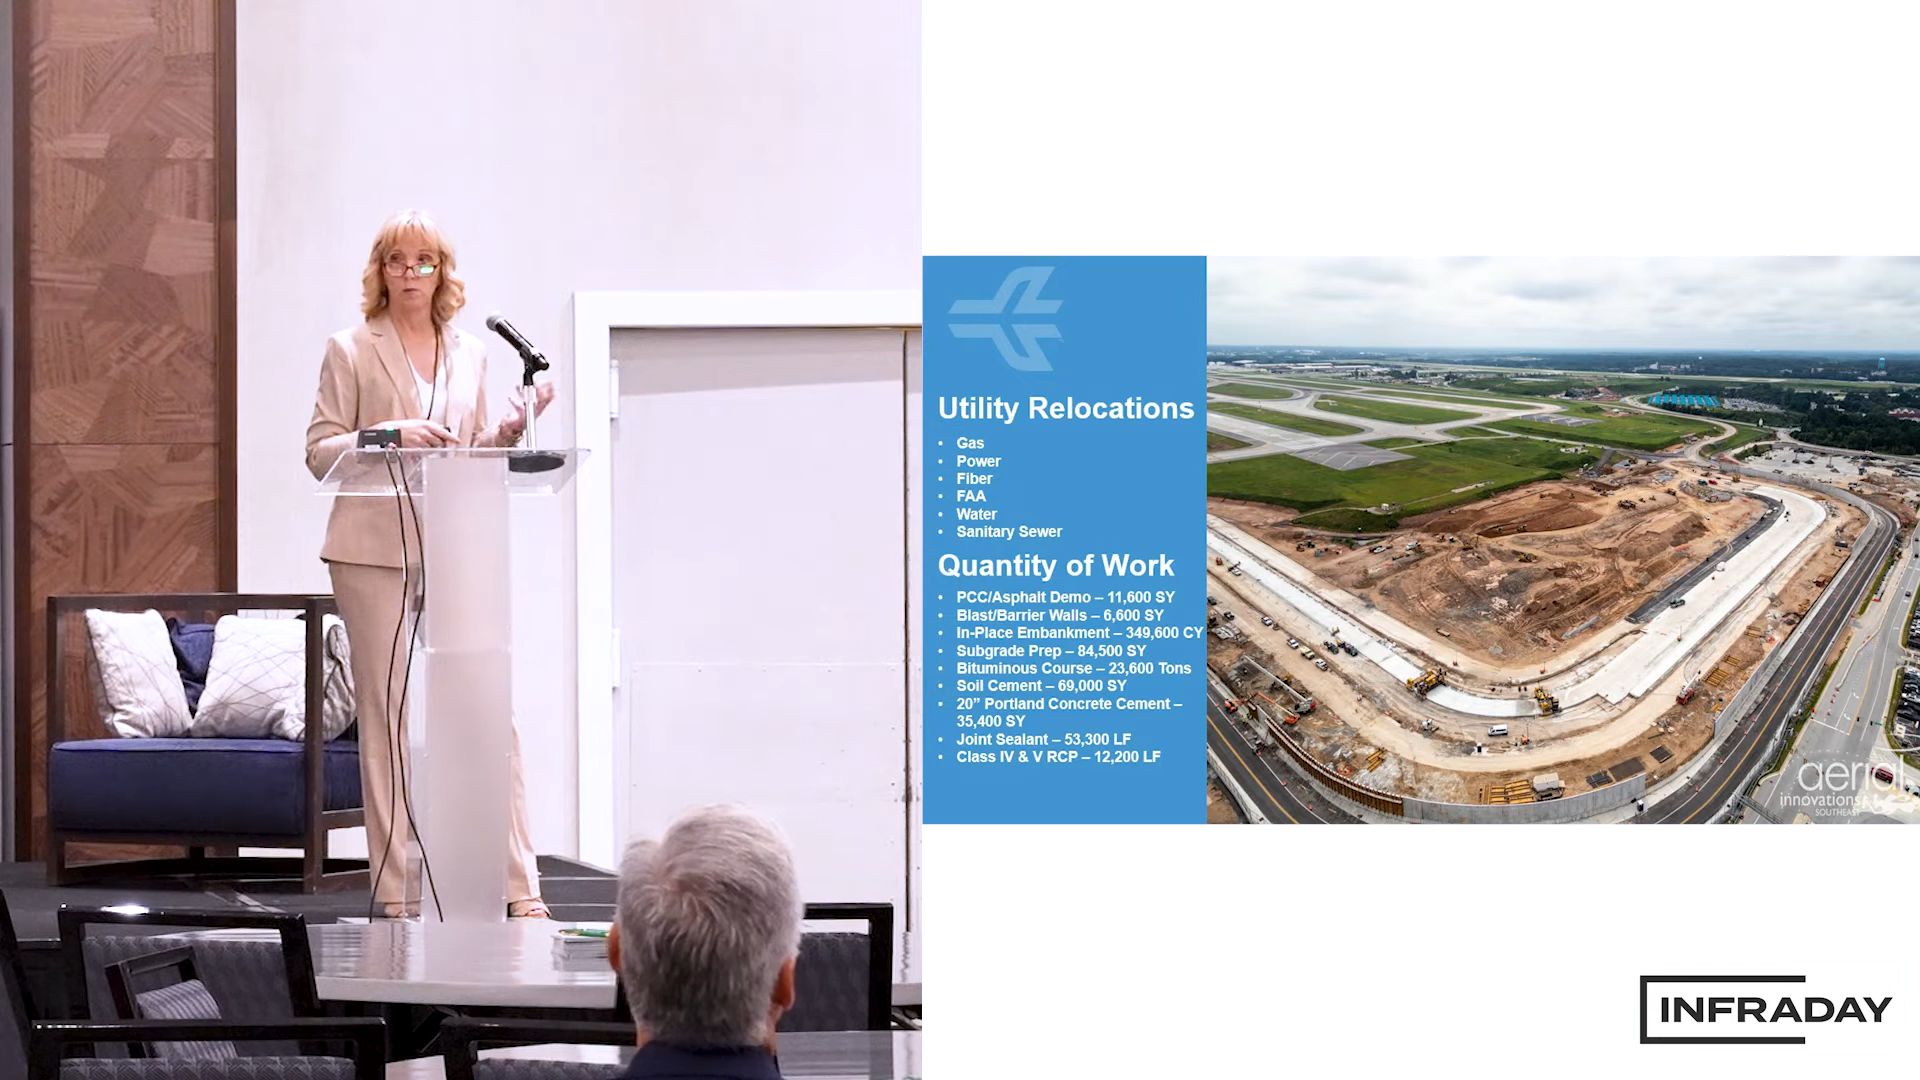 Utility Relocations
• Gas
• Power
• Fiber
• FAA
• Water
• Sanitary Sewer
Quantity of Work
• PCC/Asphalt Demo – 11,600 SY
• Blast/Barrier Walls – 6,600 SY
• In-Place Embankment – 349,600 CY
• Subgrade Prep – 84,500 SY
• Bituminous Course – 23,600 Tons
• Soil Cement – 69,000 SY
• 20” Portland Concrete Cement –
35,400 SY
• Joint Sealant – 53,300 LF
• Class IV & V RCP – 12,200 LF
aerial
innovations
SOUTHEAST
INFRADAY